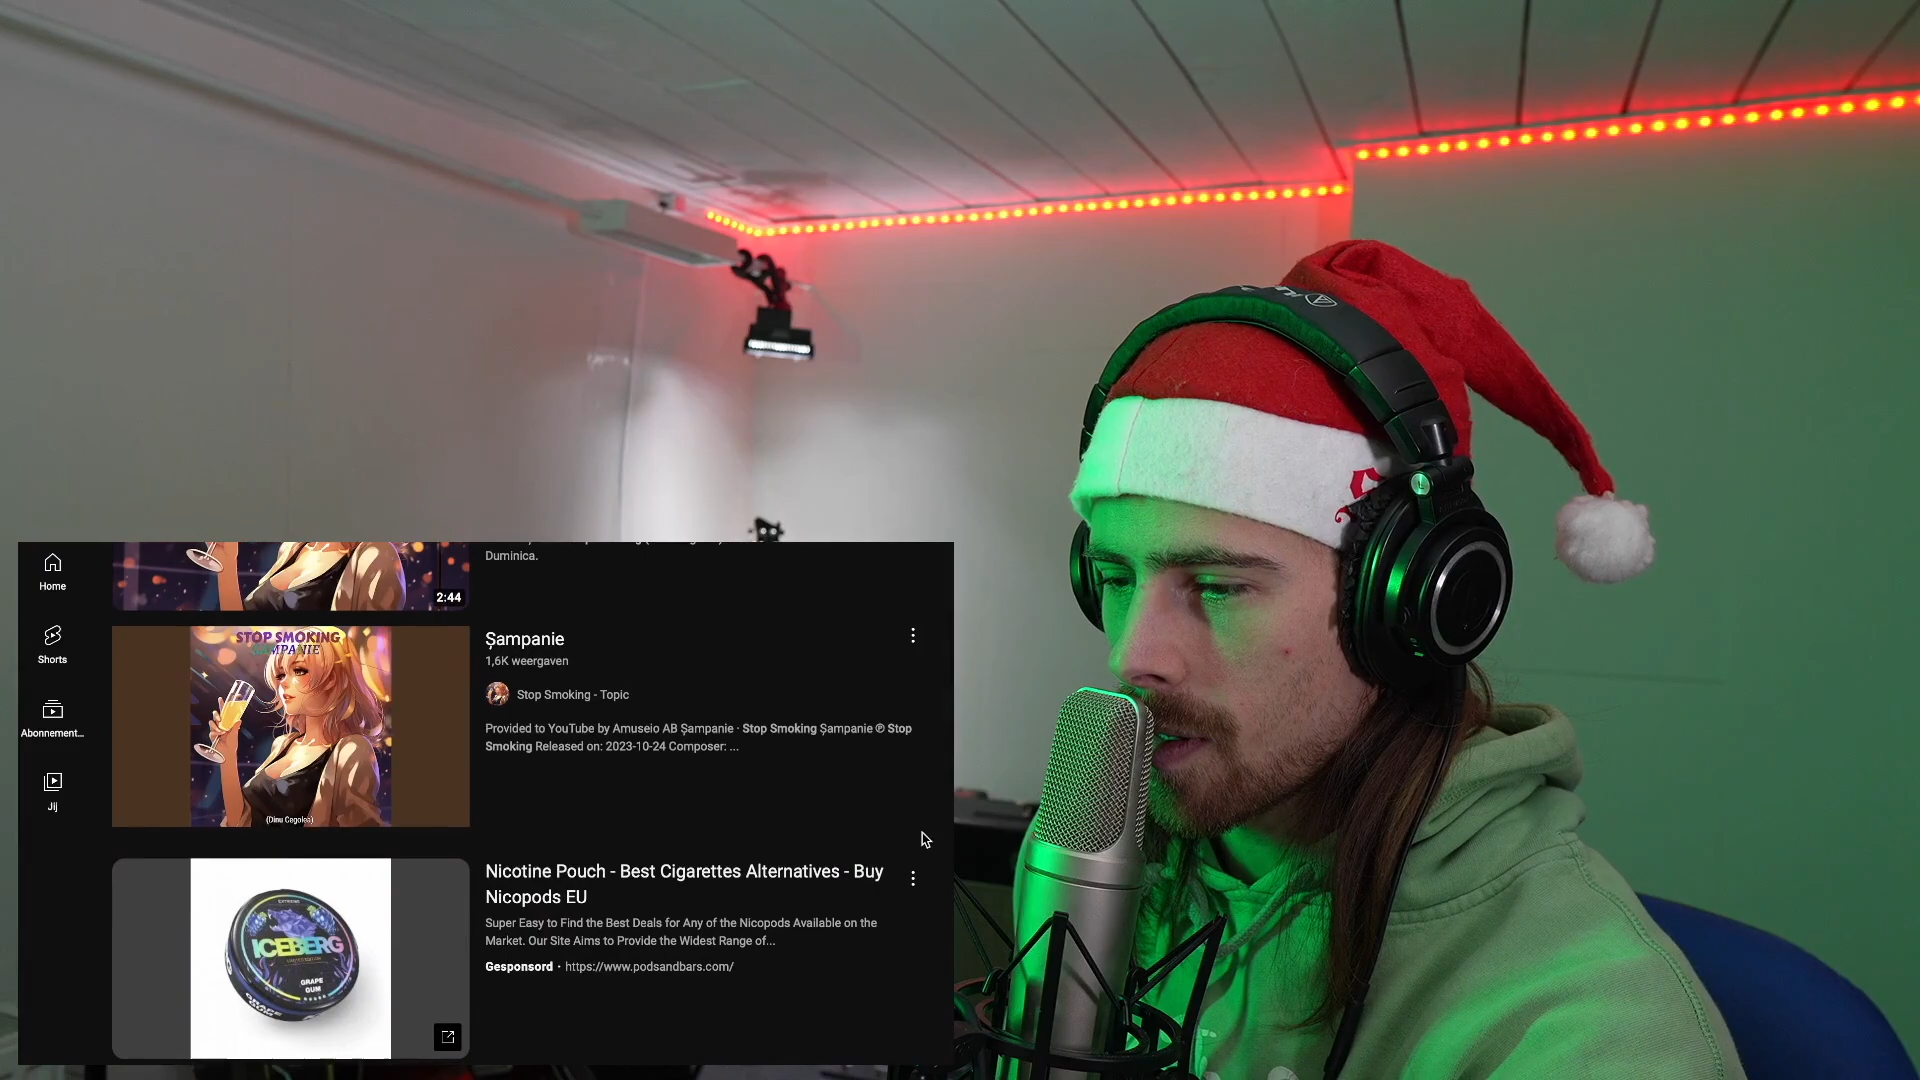 Home
Shorts
Abonnement...
Jij
Duminica.
2:44
STOP SMOKING
ȘAMPANIE
(Dinu Cegolea)
Șampanie
1,6K weergaven
Stop Smoking - Topic
Provided to YouTube by Amuseio AB Șampanie · Stop Smoking Șampanie ℗ Stop
Smoking Released on: 2023-10-24 Composer: ...
EXTREME
ICEBERG
GRAPE
GUM
Nicotine Pouch - Best Cigarettes Alternatives - Buy
Nicopods EU
Super Easy to Find the Best Deals for Any of the Nicopods Available on the
Market. Our Site Aims to Provide the Widest Range of...
Gesponsord · https://www.podsandbars.com/
L